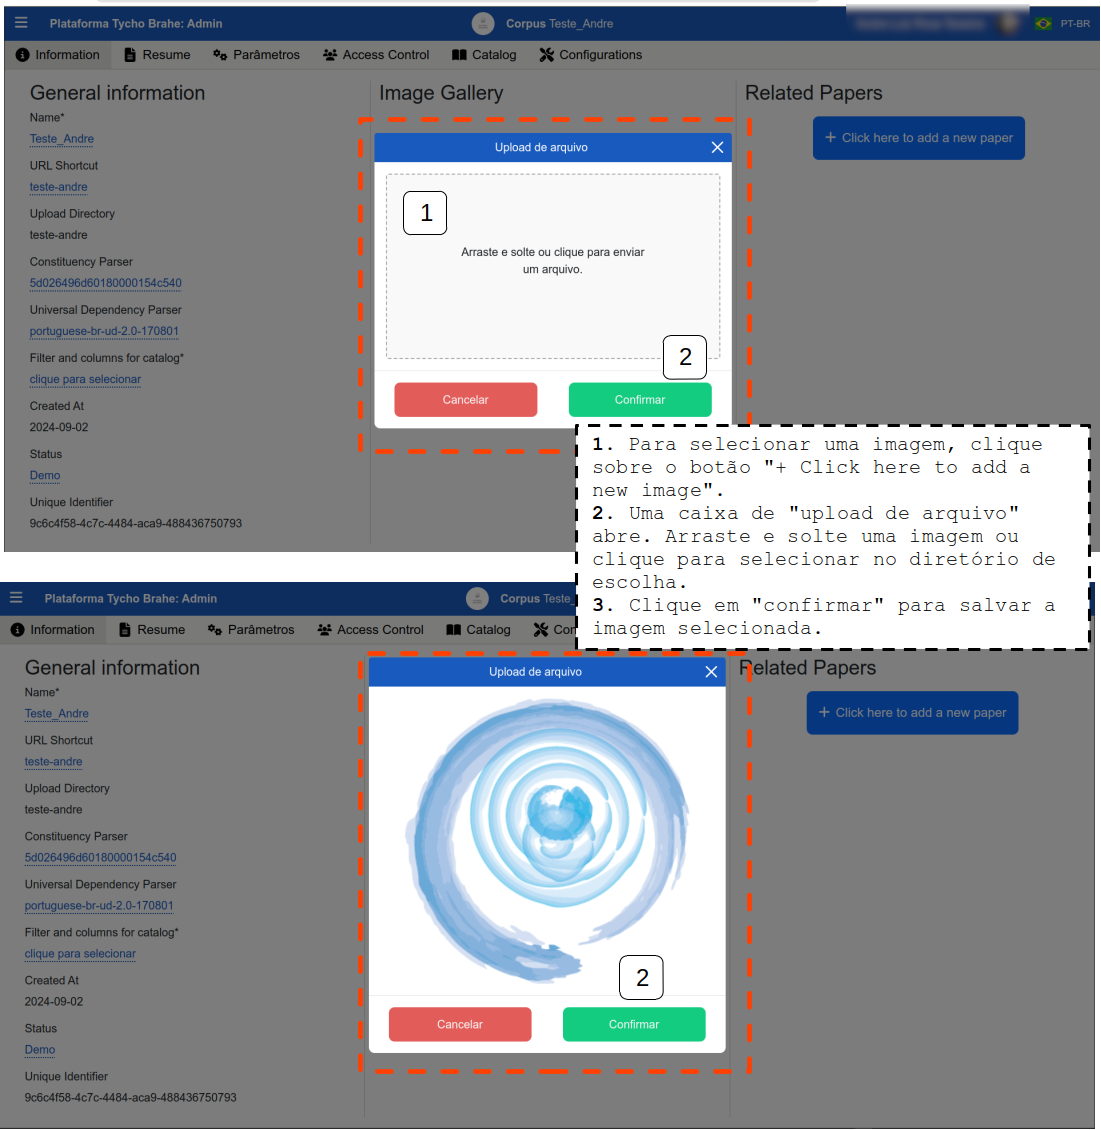 Plataforma Tycho Brahe: Admin
Corpus Teste_Andre
PT-BR
Information
Resume
Parâmetros
Access Control
Catalog
Configurations
General information
Name*
Teste_Andre
URL Shortcut
teste-andre
Upload Directory
teste-andre
Constituency Parser
5d026496d60180000154c540
Universal Dependency Parser
portuguese-br-ud-2.0-170801
Filter and columns for catalog*
clique para selecionar
Created At
2024-09-02
Status
Demo
Unique Identifier
9c6c4f58-4c7c-4484-aca9-488436750793
Image Gallery
Upload de arquivo
1
Arraste e solte ou clique para enviar
um arquivo.
2
Cancelar
Confirmar
Related Papers
+ Click here to add a new paper
1. Para selecionar uma imagem, clique
sobre o botão "+ Click here to add a
new image".
2. Uma caixa de "upload de arquivo"
abre. Arraste e solte uma imagem ou
clique para selecionar no diretório de
escolha.
3. Clique em "confirmar" para salvar a
imagem selecionada.
Plataforma Tycho Brahe: Admin
Corpus Teste_
Information
Resume
Parâmetros
Access Control
Catalog
Con
General information
Name*
Teste_Andre
URL Shortcut
teste-andre
Upload Directory
teste-andre
Constituency Parser
5d026496d60180000154c540
Universal Dependency Parser
portuguese-br-ud-2.0-170801
Filter and columns for catalog*
clique para selecionar
Created At
2024-09-02
Status
Demo
Unique Identifier
9c6c4f58-4c7c-4484-aca9-488436750793
Upload de arquivo
2
Cancelar
Confirmar
Related Papers
+ Click here to add a new paper